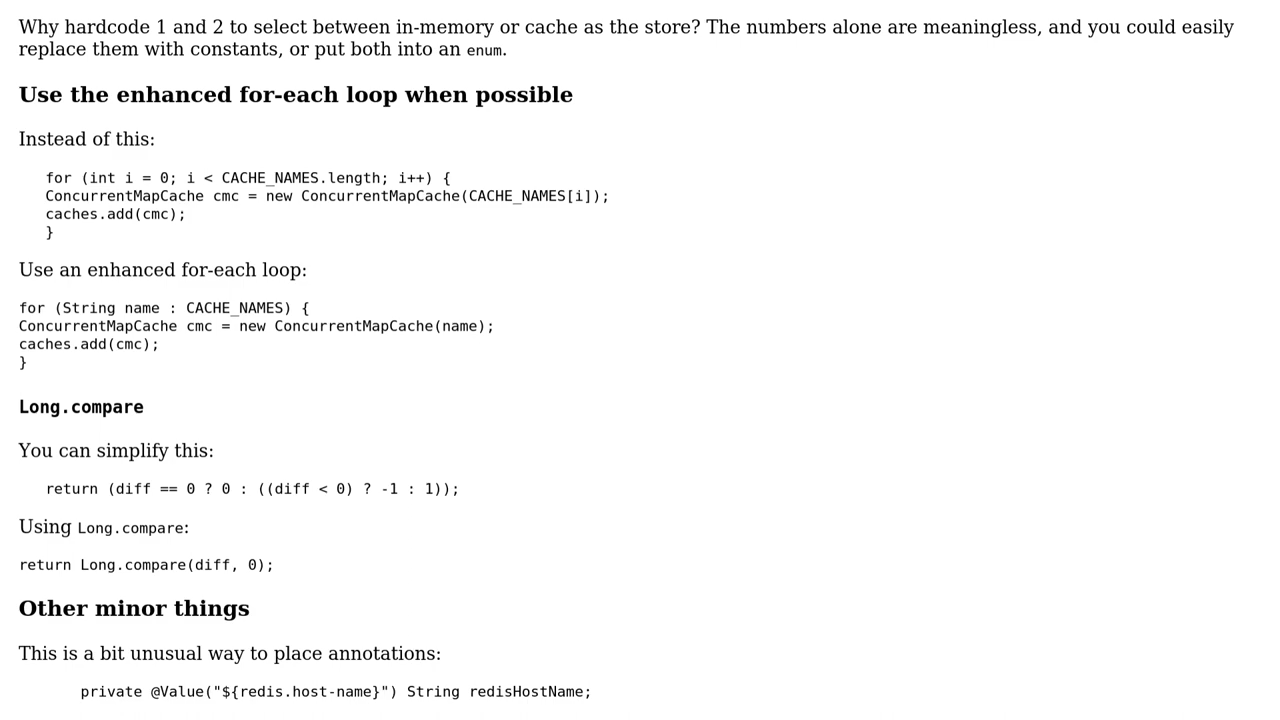 Why hardcode 1 and 2 to select between in-memory or cache as the store? The numbers alone are meaningless, and you could easily
replace them with constants, or put both into an enum.
Use the enhanced for-each loop when possible
Instead of this:
for (int i = 0; i < CACHE_NAMES.length; i++) {
ConcurrentMapCache cmc = new ConcurrentMapCache(CACHE_NAMES[i]);
caches.add(cmc);
}
Use an enhanced for-each loop:
for (String name : CACHE_NAMES) {
ConcurrentMapCache cmc = new ConcurrentMapCache(name);
caches.add(cmc);
}
Long.compare
You can simplify this:
return (diff == 0 ? 0 : ((diff < 0) ? -1 : 1));
Using Long.compare:
return Long.compare(diff, 0);
Other minor things
This is a bit unusual way to place annotations:
private @Value("${redis.host-name}") String redisHostName;